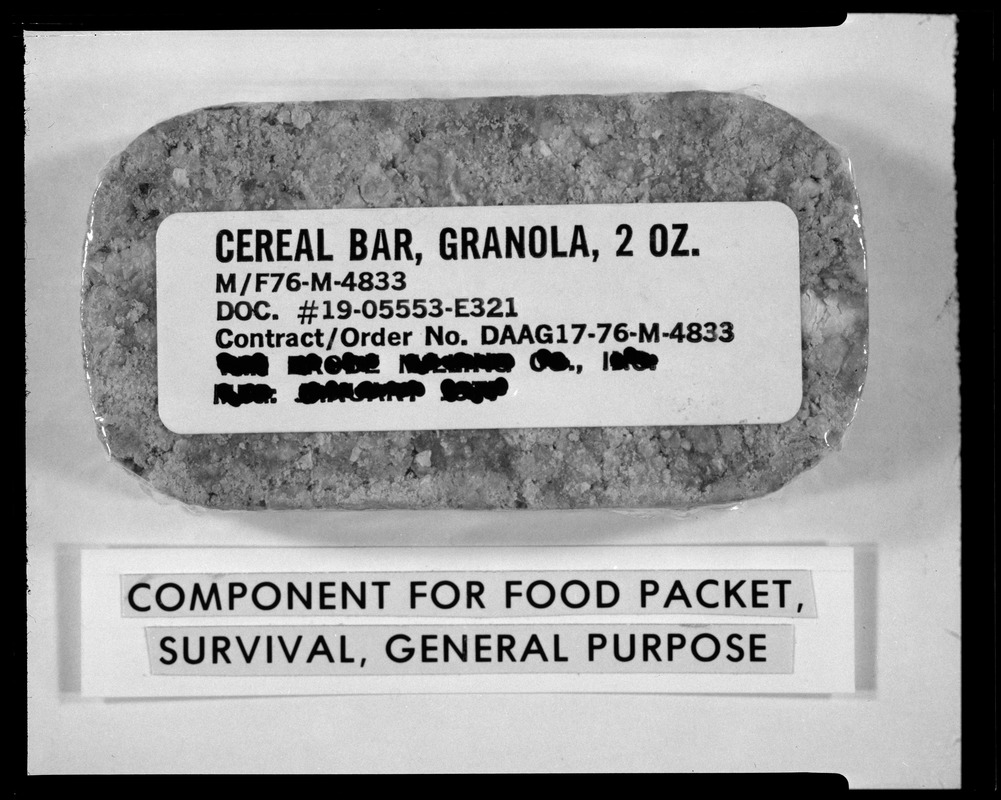 CEREAL BAR, GRANOLA, 2 OZ.
M/F76-M-4833
DOC. #19-05553-E321
Contract/Order No. DAAG17-76-M-4833
COMPONENT FOR FOOD PACKET,
SURVIVAL, GENERAL PURPOSE